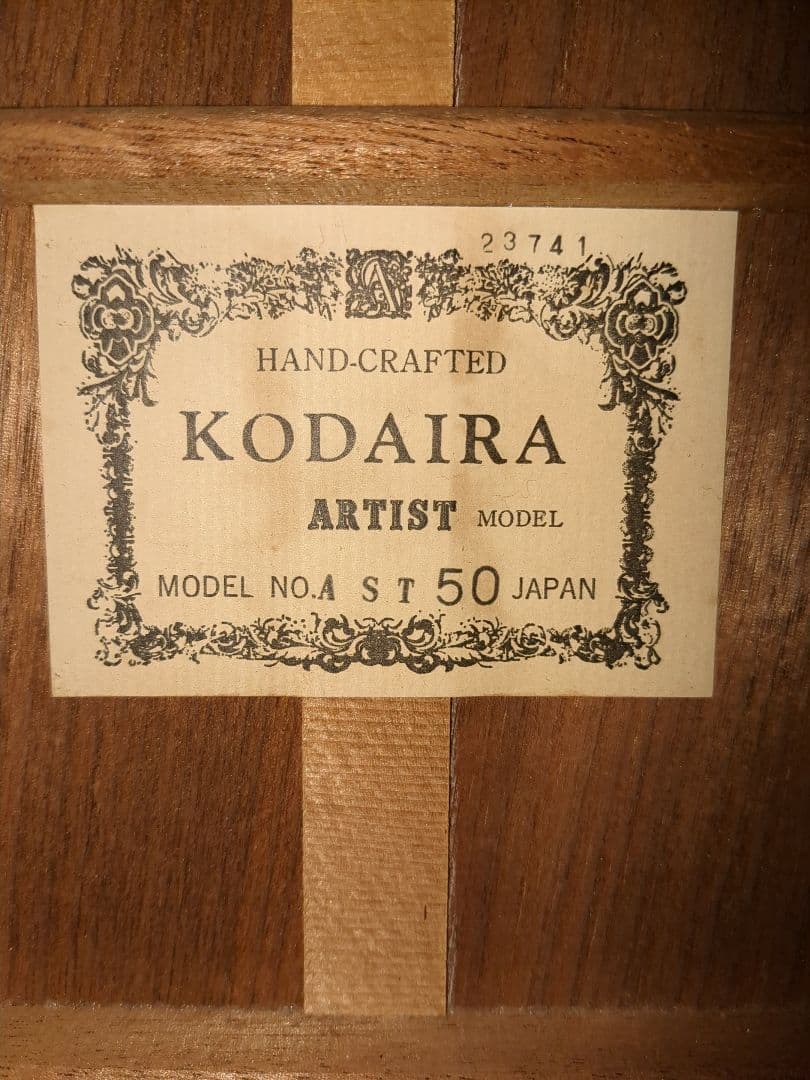 23741
A
HAND-CRAFTED
KODAIRA
ARTIST MODEL
MODEL NO.A S T 50 JAPAN